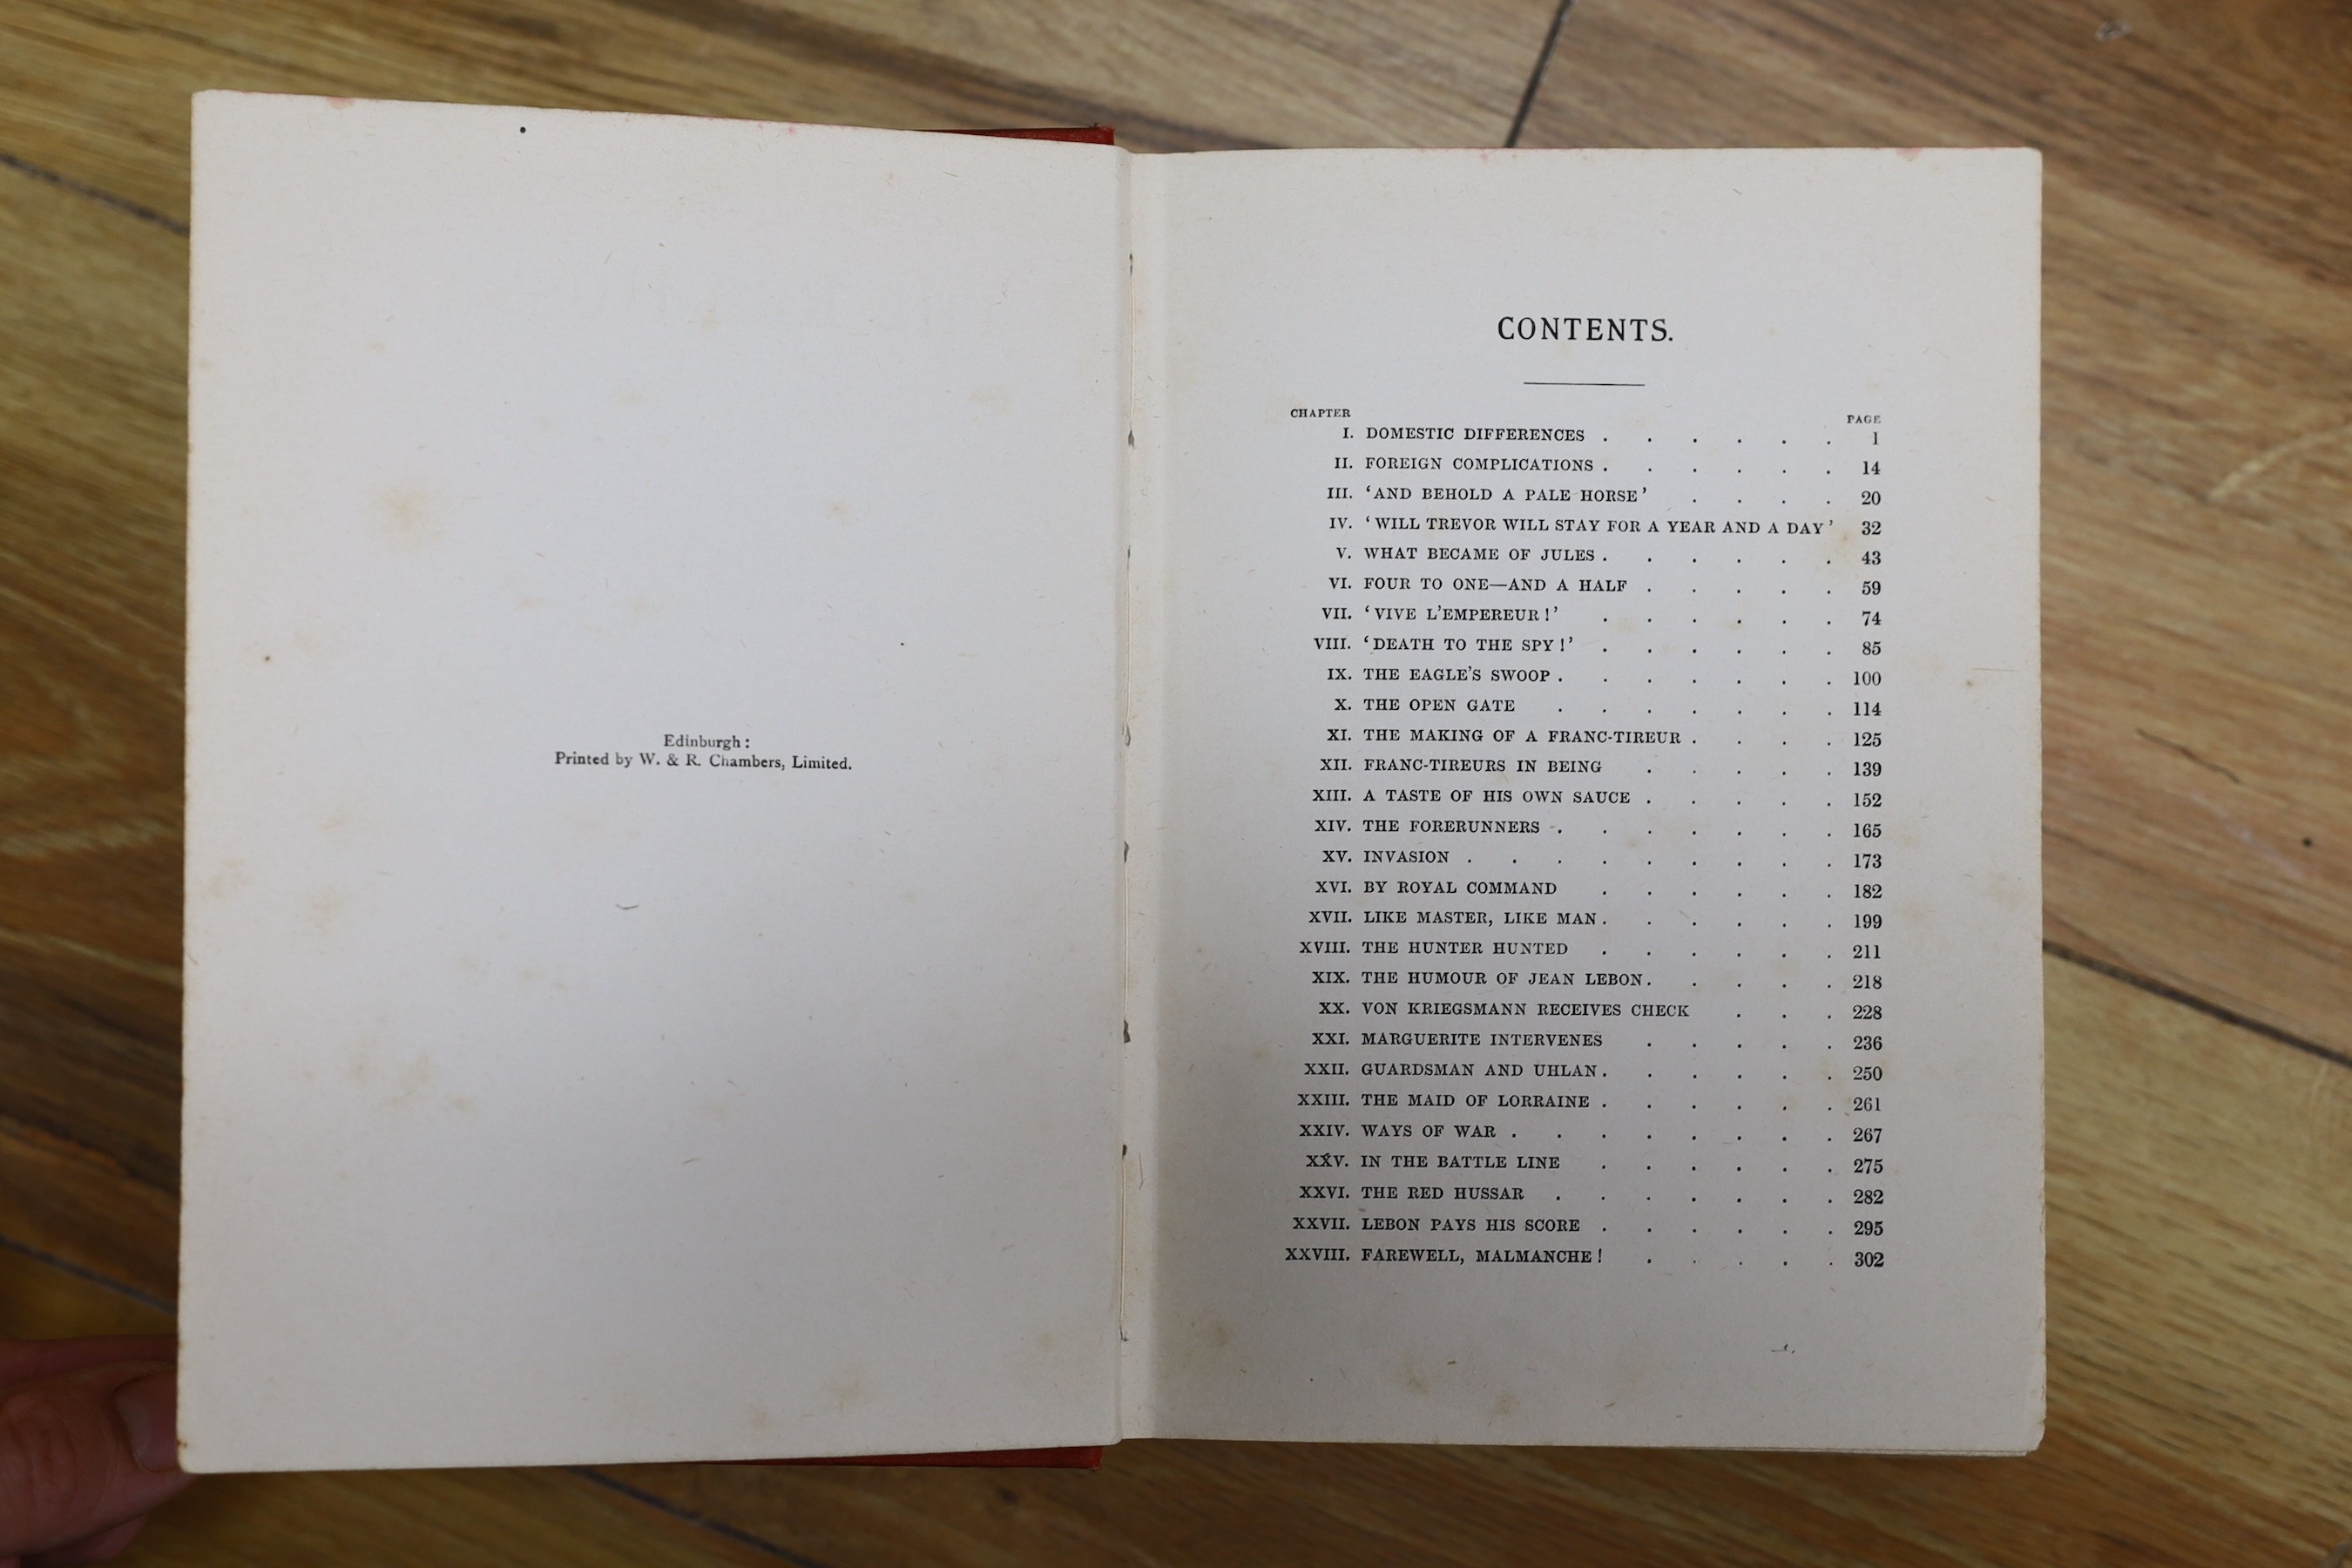 Edinburgh:
Printed by W. & R. Chambers, Limited.
CONTENTS.
CHAPTER PAGE
I. DOMESTIC DIFFERENCES . . . . . . 1
II. FOREIGN COMPLICATIONS . . . . . . 14
III. ‘AND BEHOLD A PALE HORSE’ . . . . 20
IV. ‘WILL TREVOR WILL STAY FOR A YEAR AND A DAY’ 32
V. WHAT BECAME OF JULES . . . . . . 43
VI. FOUR TO ONE—AND A HALF . . . . . 59
VII. ‘VIVE L’EMPEREUR!’ . . . . . . 74
VIII. ‘DEATH TO THE SPY!’ . . . . . . 85
IX. THE EAGLE’S SWOOP . . . . . . . 100
X. THE OPEN GATE . . . . . . . 114
XI. THE MAKING OF A FRANC-TIREUR . . . . 125
XII. FRANC-TIREURS IN BEING . . . . . 139
XIII. A TASTE OF HIS OWN SAUCE . . . . . 152
XIV. THE FORERUNNERS . . . . . . . 165
XV. INVASION . . . . . . . . . 173
XVI. BY ROYAL COMMAND . . . . . . 182
XVII. LIKE MASTER, LIKE MAN . . . . . . 199
XVIII. THE HUNTER HUNTED . . . . . . 211
XIX. THE HUMOUR OF JEAN LEBON . . . . . 218
XX. VON KRIEGSMANN RECEIVES CHECK . . . 228
XXI. MARGUERITE INTERVENES . . . . . 236
XXII. GUARDSMAN AND UHLAN . . . . . . 250
XXIII. THE MAID OF LORRAINE . . . . . . 261
XXIV. WAYS OF WAR . . . . . . . . 267
XXV. IN THE BATTLE LINE . . . . . . 275
XXVI. THE RED HUSSAR . . . . . . . 282
XXVII. LEBON PAYS HIS SCORE . . . . . . 295
XXVIII. FAREWELL, MALMANCHE! . . . . . 302